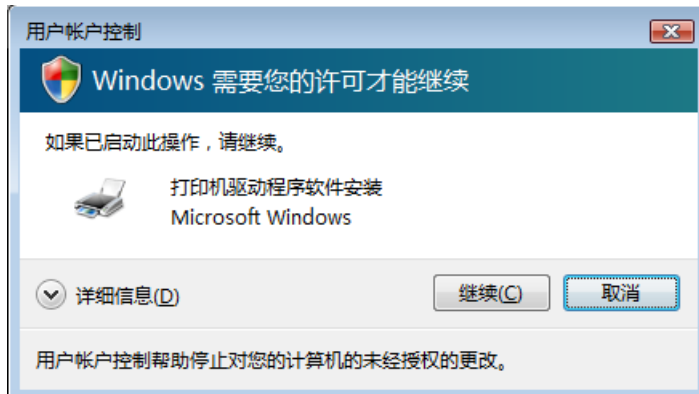 用户帐户控制
Windows 需要您的许可才能继续
如果已启动此操作，请继续。
打印机驱动程序软件安装
Microsoft Windows
详细信息(D)
继续(C)
取消
用户帐户控制帮助停止对您的计算机的未经授权的更改。